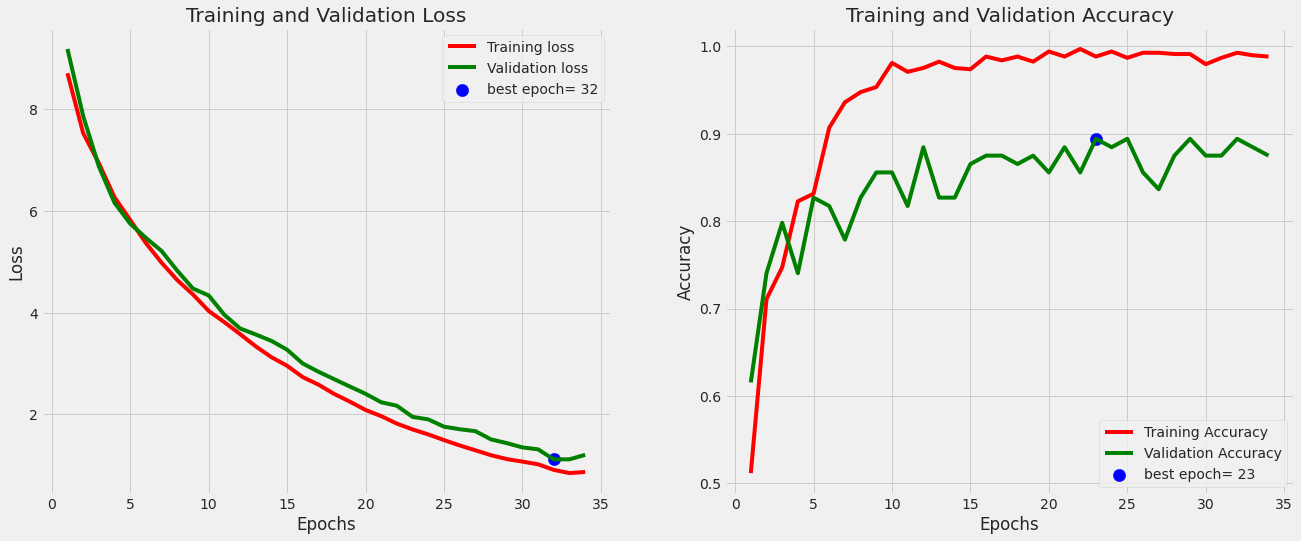 Training and Validation Loss
Training loss
Validation loss
best epoch= 32
Loss
8
6
4
2
0 5 10 15 20 25 30 35
Epochs
Training and Validation Accuracy
Accuracy
1.0
0.9
0.8
0.7
0.6
0.5
Training Accuracy
Validation Accuracy
best epoch= 23
0 5 10 15 20 25 30 35
Epochs